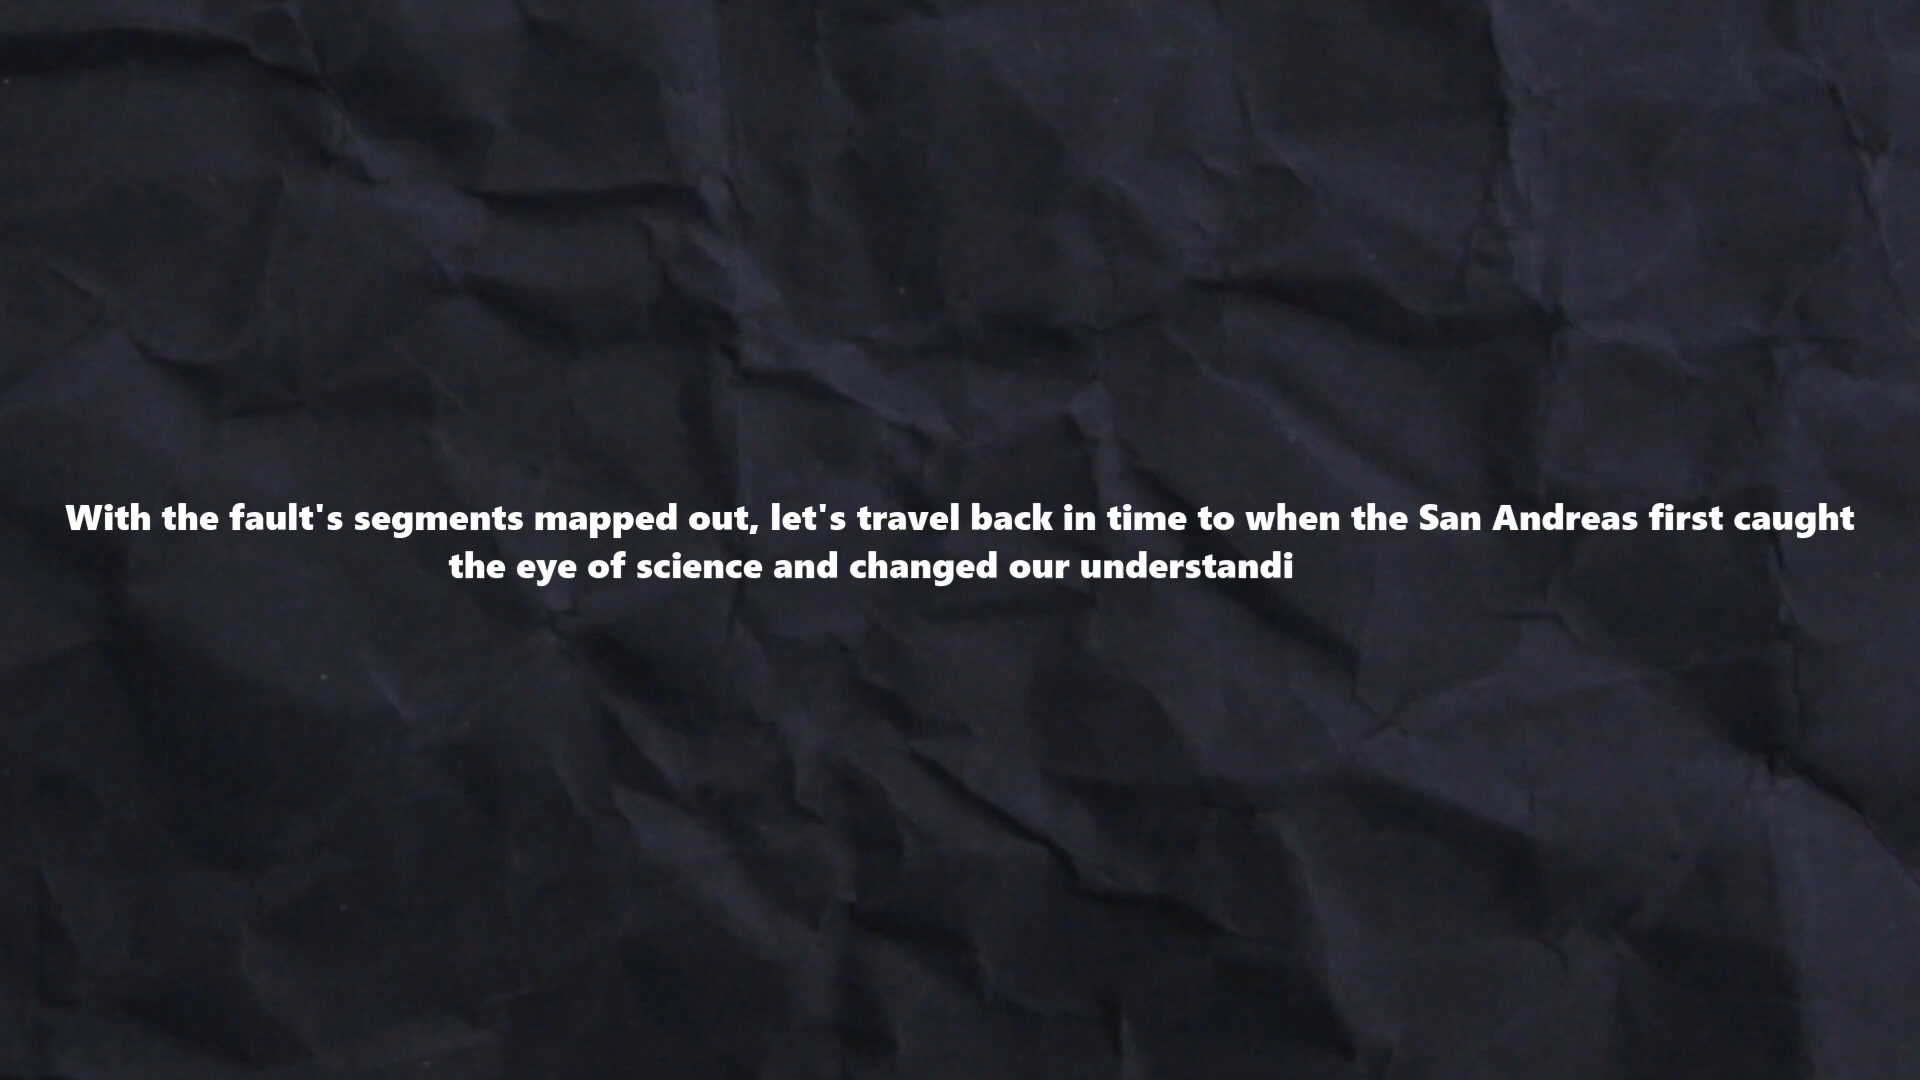 With the fault's segments mapped out, let's travel back in time to when the San Andreas first caught
the eye of science and changed our understandi